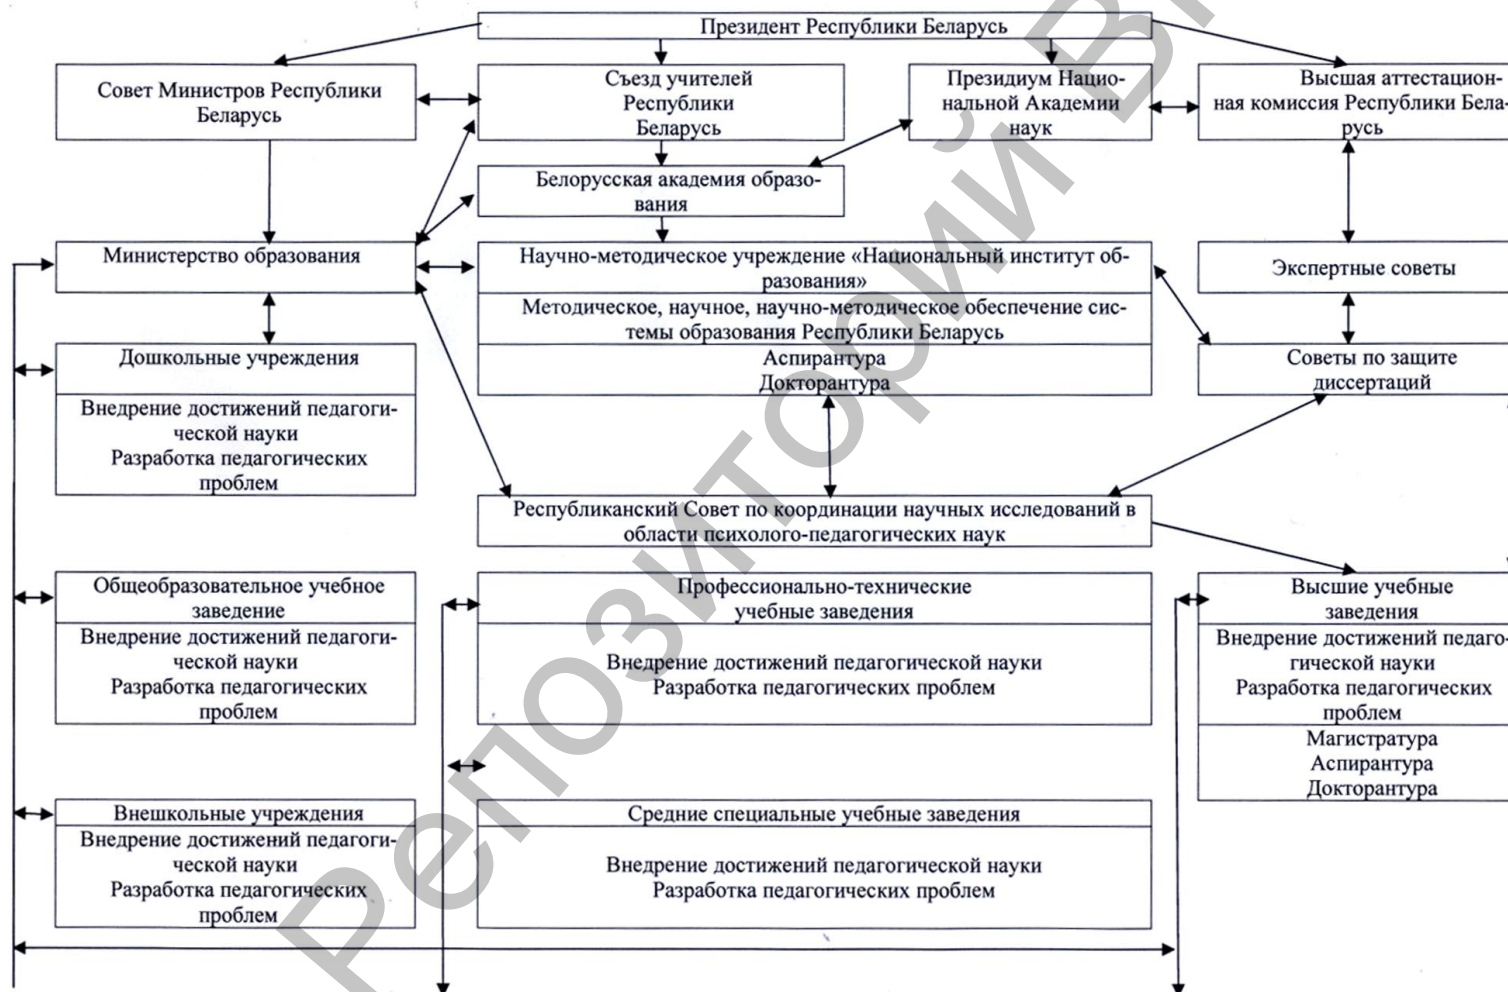 Президент Республики Беларусь
Совет Министров Республики
Беларусь
Съезд учителей
Республики
Беларусь
Президиум Нацио-
нальной Академии
наук
Высшая аттестацион-
ная комиссия Республики Бела-
русь
Белорусская академия образо-
вания
Министерство образования
Научно-методическое учреждение «Национальный институт об-
разования»
Методическое, научное, научно-методическое обеспечение сис-
темы образования Республики Беларусь
Аспирантура
Докторантура
Экспертные советы
Советы по защите
диссертаций
Дошкольные учреждения
Внедрение достижений педагоги-
ческой науки
Разработка педагогических
проблем
Республиканский Совет по координации научных исследований в
области психолого-педагогических наук
Общеобразовательное учебное
заведение
Внедрение достижений педагоги-
ческой науки
Разработка педагогических
проблем
Профессионально-технические
учебные заведения
Внедрение достижений педагогической науки
Разработка педагогических проблем
Высшие учебные
заведения
Внедрение достижений педаго-
гической науки
Разработка педагогических
проблем
Магистратура
Аспирантура
Докторантура
Внешкольные учреждения
Внедрение достижений педагоги-
ческой науки
Разработка педагогических
проблем
Средние специальные учебные заведения
Внедрение достижений педагогической науки
Разработка педагогических проблем
Репозиторий В